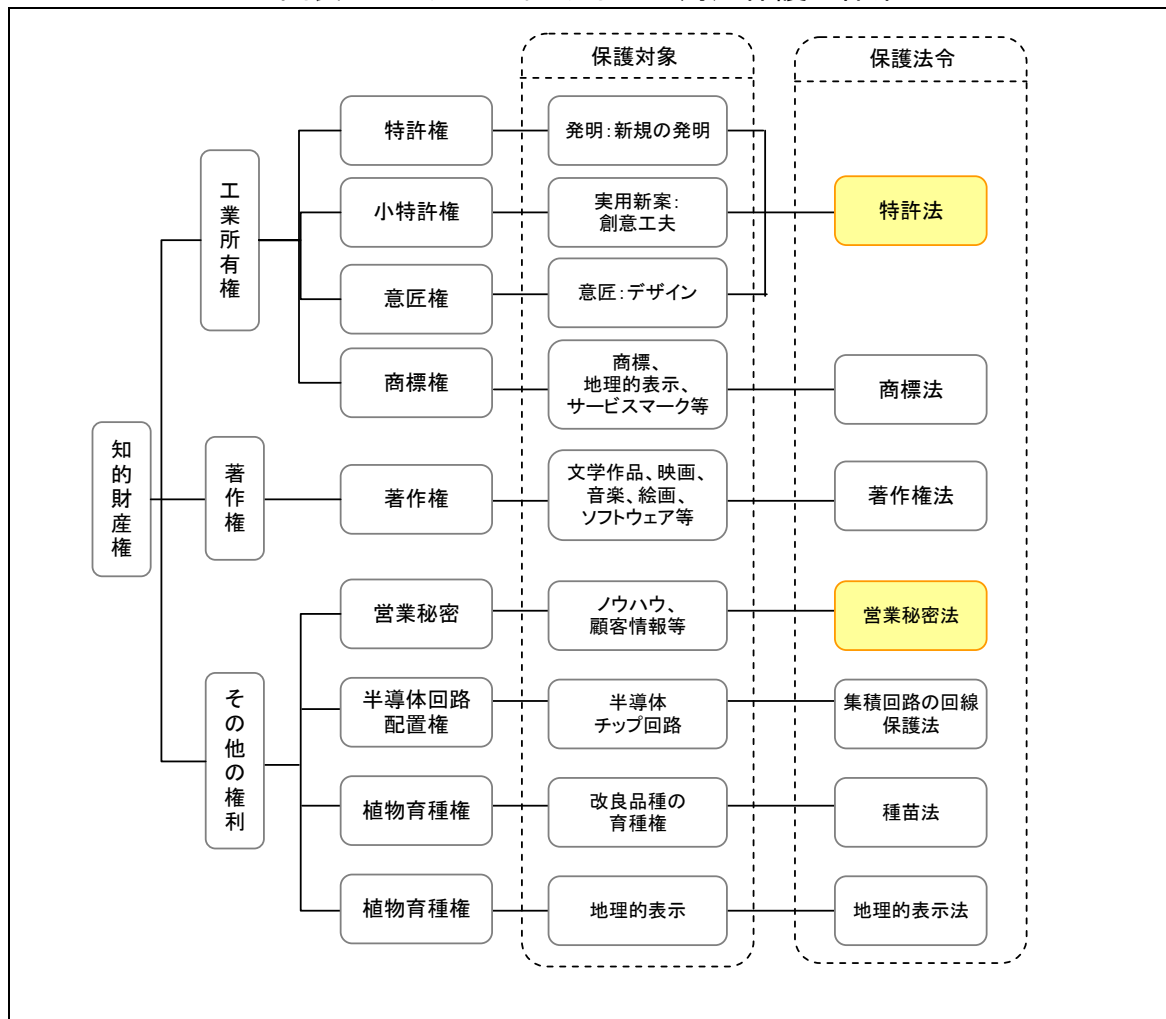 保護対象
保護法令
知的財産権
工業所有権
特許権
発明：新規の発明
小特許権
実用新案：
創意工夫
特許法
意匠権
意匠：デザイン
商標権
商標、
地理的表示、
サービスマーク等
商標法
著作権
著作権
文学作品、映画、
音楽、絵画、
ソフトウェア等
著作権法
その他の権利
営業秘密
ノウハウ、
顧客情報等
営業秘密法
半導体回路
配置権
半導体
チップ回路
集積回路の回線
保護法
植物育種権
改良品種の
育種権
種苗法
植物育種権
地理的表示
地理的表示法